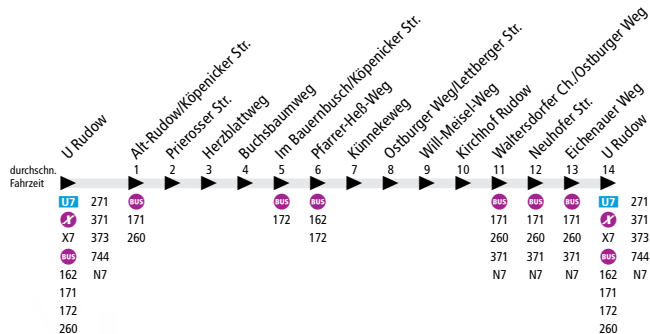 U Rudow
Alt-Rudow/Köpenicker Str.
Prierosser Str.
Herzblattweg
Buchsbaumweg
Im Bauernbusch/Köpenicker Str.
Pfarrer-Heß-Weg
Künnekeweg
Ostburger Weg/Lettberger Str.
Will-Meisel-Weg
Kirchhof Rudow
Waltersdorfer Ch./Ostburger Weg
Neuhofer Str.
Eichenauer Weg
U Rudow
durchschn. 1 2 3 4 5 6 7 8 9 10 11 12 13 14
Fahrzeit
U7 271 BUS BUS BUS BUS BUS BUS U7 271
X 371 171 172 162 171 171 171 X 371
X7 373 260 172 260 260 260 X7 373
BUS 744 371 371 371 BUS 744
162 N7 N7 N7 N7 162 N7
171 171
172 172
260 260